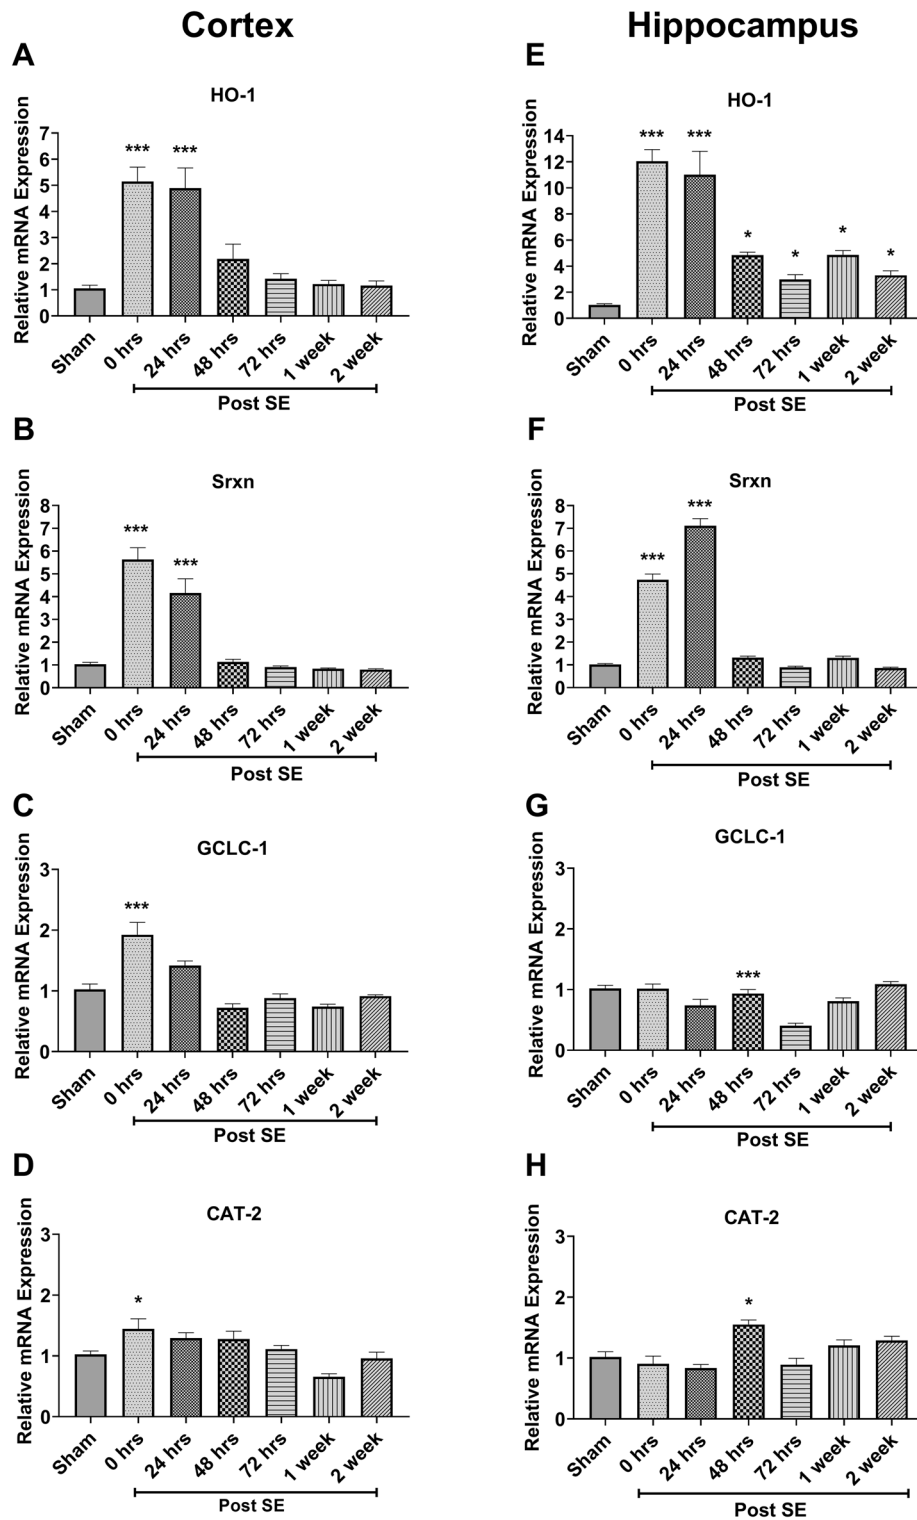 Cortex
Hippocampus
A
HO-1
Relative mRNA Expression
7
6
5
4
3
2
1
0
***
***
Sham
0 hrs
24 hrs
48 hrs
72 hrs
1 week
2 week
Post SE
E
HO-1
Relative mRNA Expression
14
12
10
8
6
4
2
0
***
***
*
*
*
*
Sham
0 hrs
24 hrs
48 hrs
72 hrs
1 week
2 week
Post SE
B
Srxn
Relative mRNA Expression
8
7
6
5
4
3
2
1
0
***
***
Sham
0 hrs
24 hrs
48 hrs
72 hrs
1 week
2 week
Post SE
F
Srxn
Relative mRNA Expression
8
7
6
5
4
3
2
1
0
***
***
Sham
0 hrs
24 hrs
48 hrs
72 hrs
1 week
2 week
Post SE
C
GCLC-1
Relative mRNA Expression
3
2
1
0
***
Sham
0 hrs
24 hrs
48 hrs
72 hrs
1 week
2 week
Post SE
G
GCLC-1
Relative mRNA Expression
3
2
1
0
***
Sham
0 hrs
24 hrs
48 hrs
72 hrs
1 week
2 week
Post SE
D
CAT-2
Relative mRNA Expression
3
2
1
0
*
Sham
0 hrs
24 hrs
48 hrs
72 hrs
1 week
2 week
Post SE
H
CAT-2
Relative mRNA Expression
3
2
1
0
*
Sham
0 hrs
24 hrs
48 hrs
72 hrs
1 week
2 week
Post SE